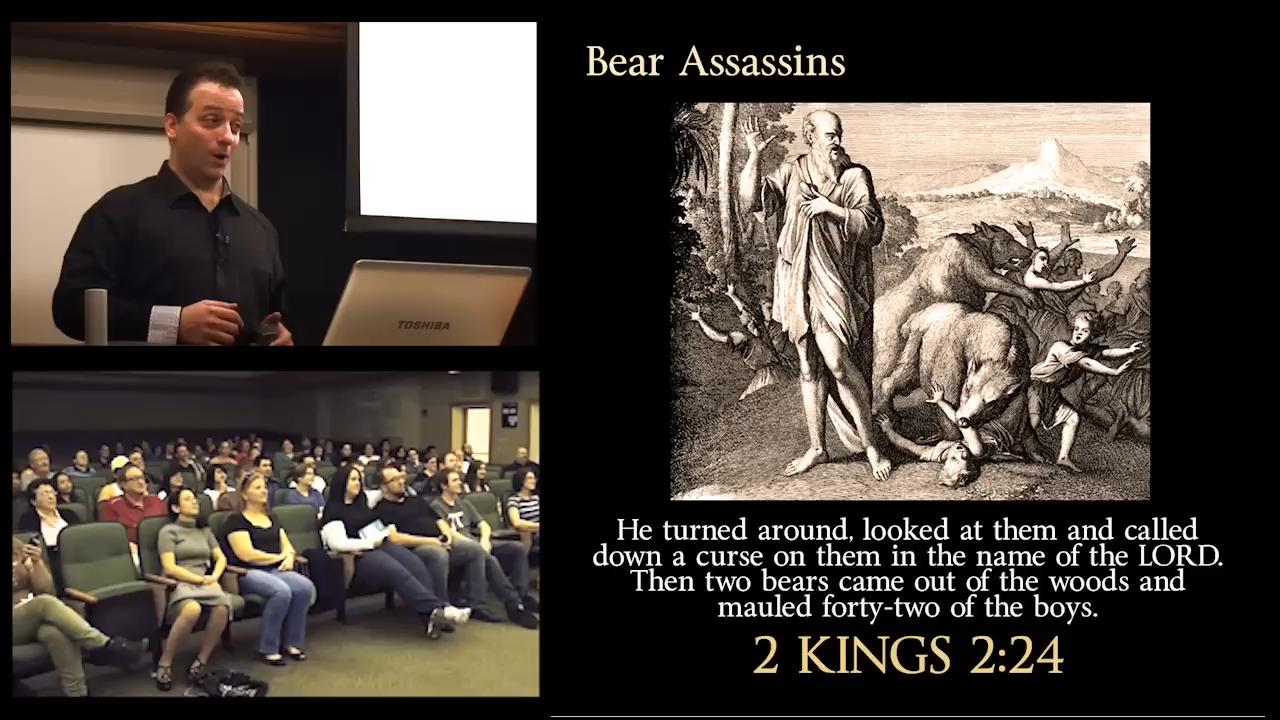 Bear Assassins
TOSHIBA
He turned around, looked at them and called
down a curse on them in the name of the LORD.
Then two bears came out of the woods and
mauled forty-two of the boys.
2 KINGS 2:24
π